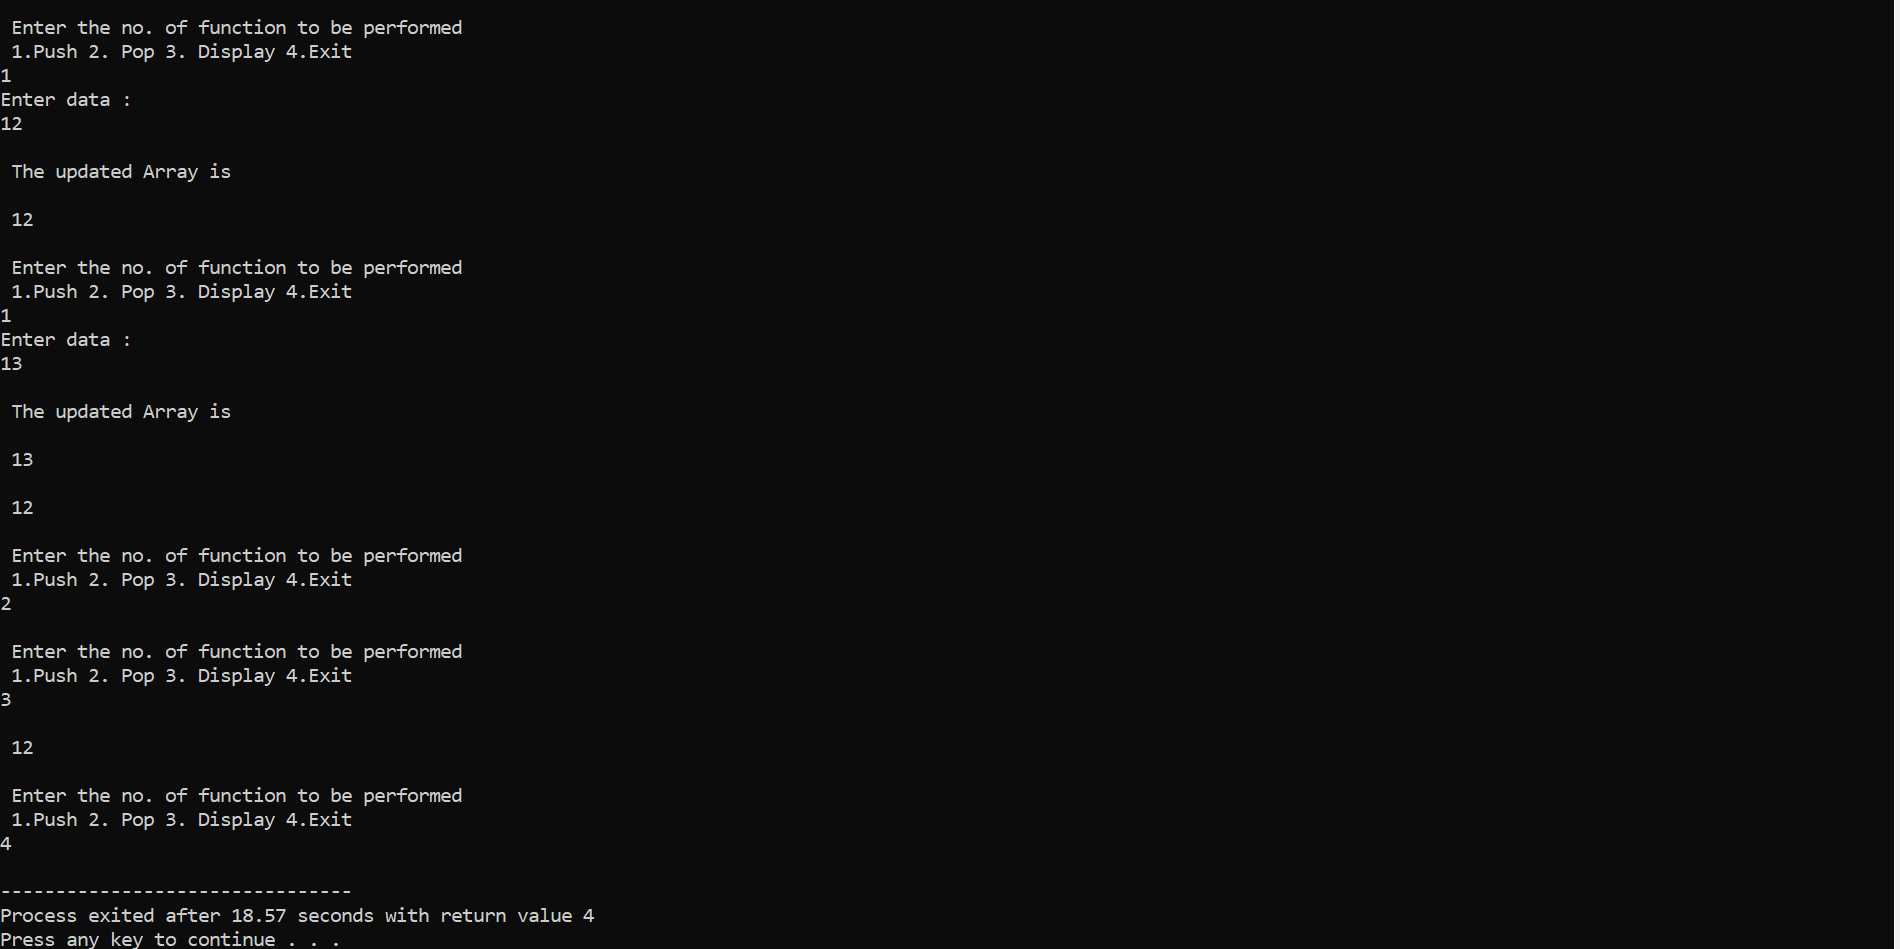 Enter the no. of function to be performed
1.Push 2. Pop 3. Display 4.Exit
1
Enter data :
12
The updated Array is
12
Enter the no. of function to be performed
1.Push 2. Pop 3. Display 4.Exit
1
Enter data :
13
The updated Array is
13
12
Enter the no. of function to be performed
1.Push 2. Pop 3. Display 4.Exit
2
Enter the no. of function to be performed
1.Push 2. Pop 3. Display 4.Exit
3
12
Enter the no. of function to be performed
1.Push 2. Pop 3. Display 4.Exit
4
--------------------------------
Process exited after 18.57 seconds with return value 4
Press any key to continue . . .